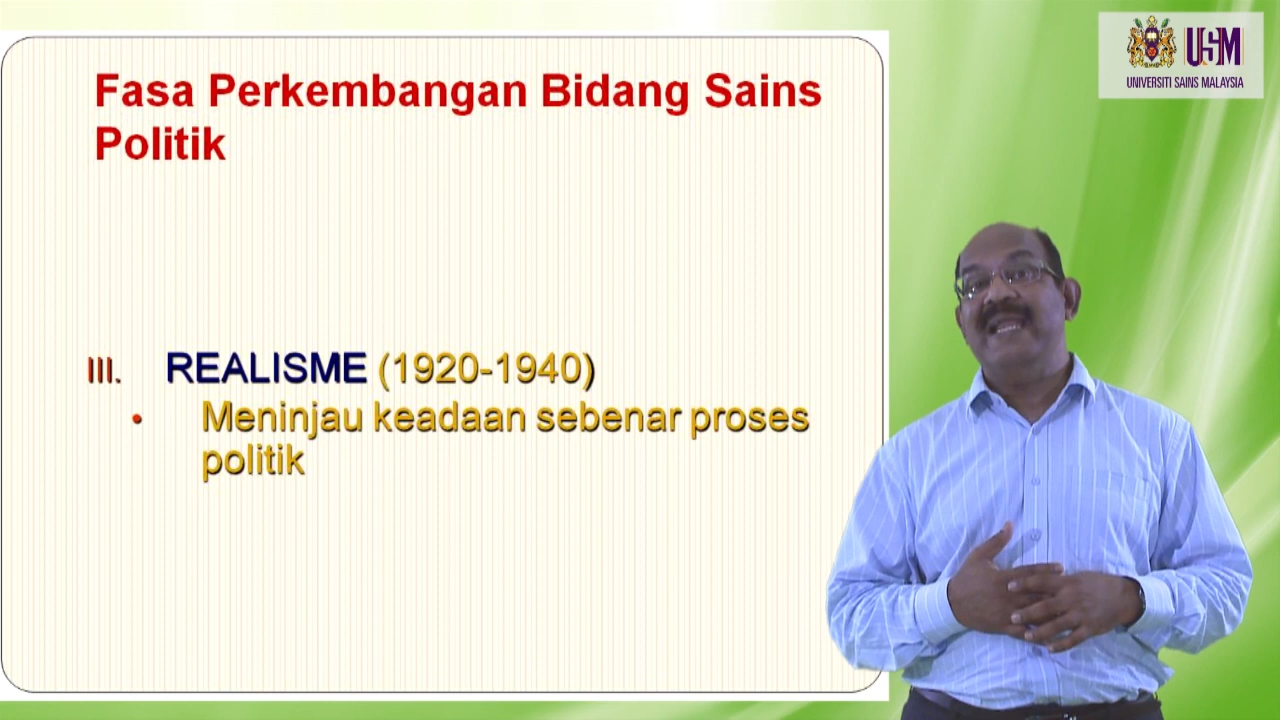 Fasa Perkembangan Bidang Sains
Politik
III. REALISME (1920-1940)
• Meninjau keadaan sebenar proses
politik
USM
UNIVERSITI SAINS MALAYSIA